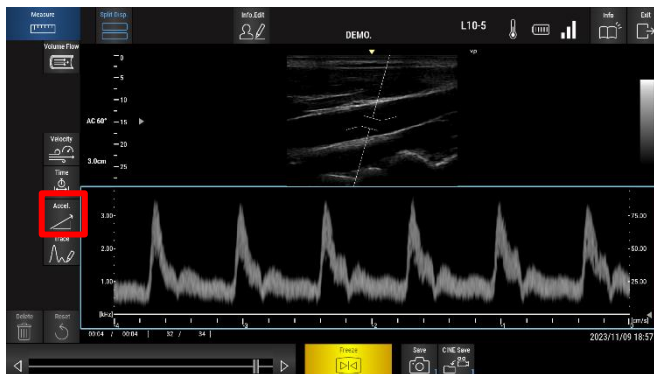 Measure
Split Disp.
Info.Edit
DEMO.
L10-5
Info
Exit
Volume Flow
VP
0
-5
-10
AC 60° -15
-20
3.0cm
-25
Velocity
Time
Accel.
Trace
3.00
2.00
1.00
[kHz]
-75.00
-50.00
-25.00
[cm/s]
Delete
Reset
00:04 / 00:04 | 32 / 34 |
2023/11/09 18:57
Freeze
Save
CINE Save